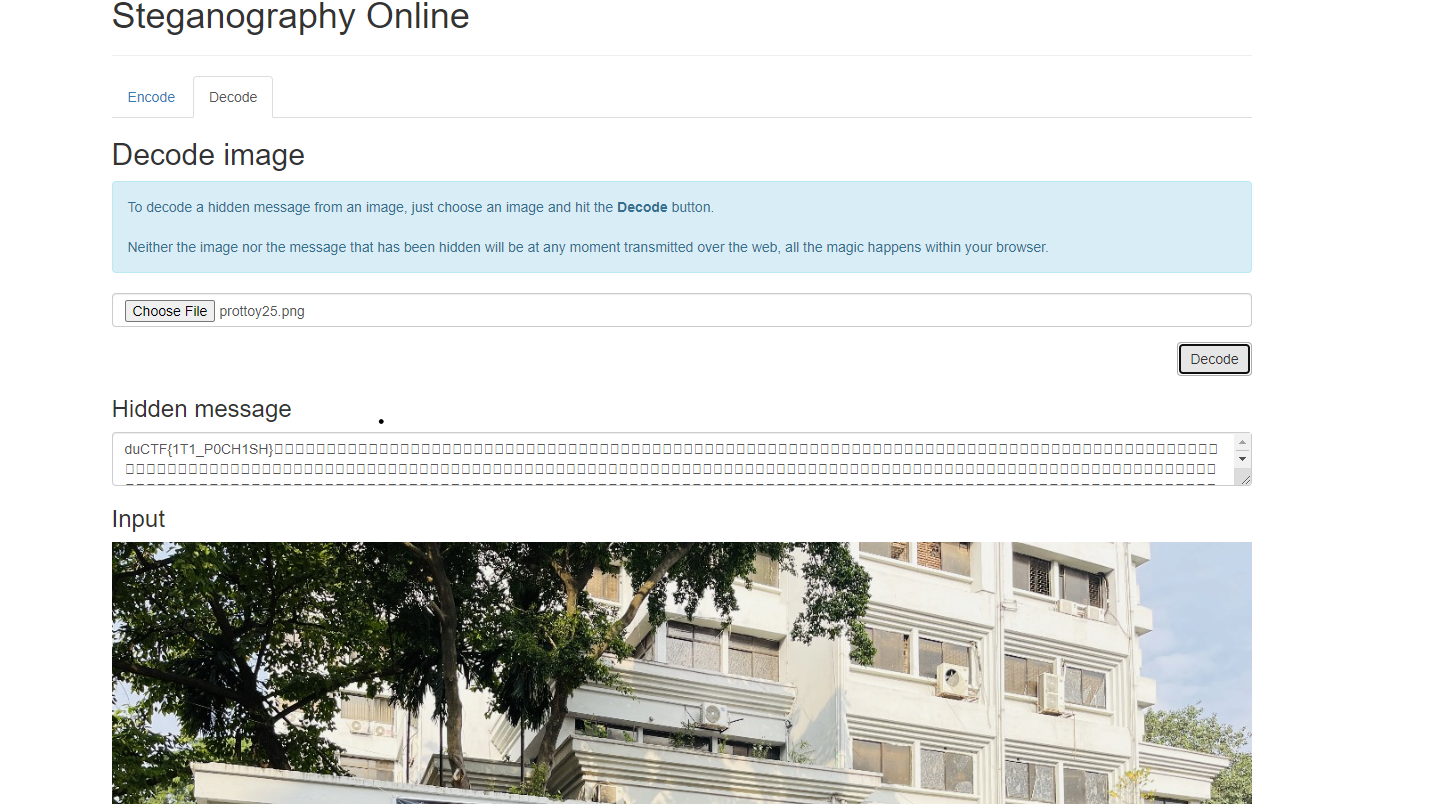 Steganography Online
Encode
Decode
Decode image
To decode a hidden message from an image, just choose an image and hit the Decode button.
Neither the image nor the message that has been hidden will be at any moment transmitted over the web, all the magic happens within your browser.
Choose File prottoy25.png
Decode
Hidden message
duCTF{1T1_P0CH1SH}
Input